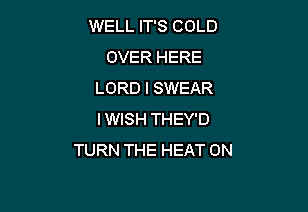 WELL IT'S COLD
OVER HERE
LORD I SWEAR
I WISH THEY'D
TURN THE HEAT ON